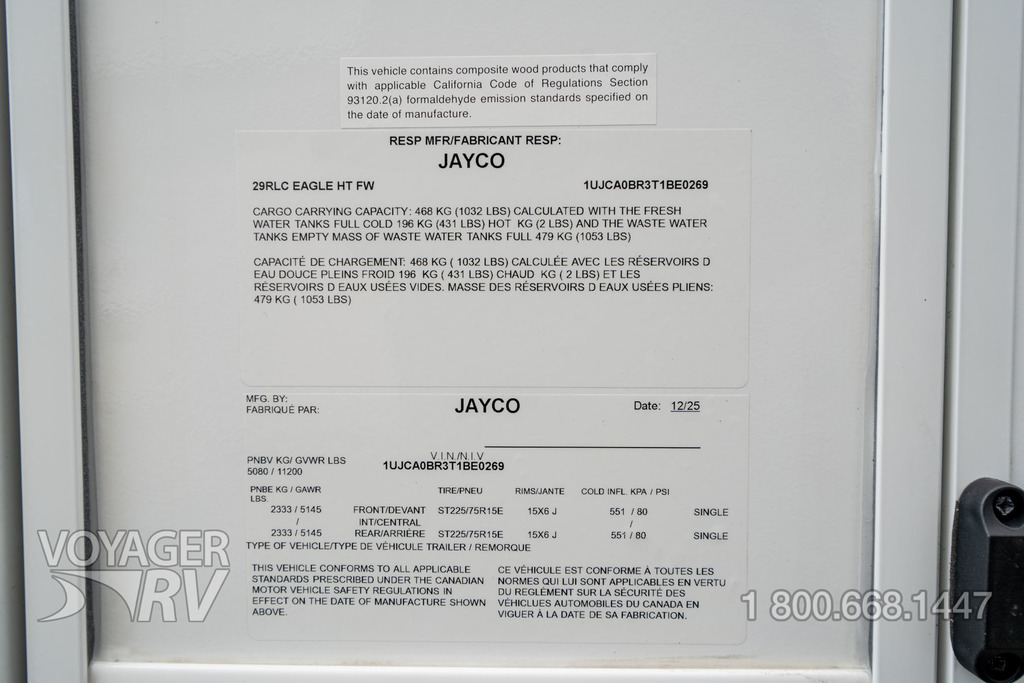 This vehicle contains composite wood products that comply
with applicable California Code of Regulations Section
93120.2(a) formaldehyde emission standards specified on
the date of manufacture.
RESP MFR/FABRICANT RESP:
JAYCO
29RLC EAGLE HT FW 1UJCA0BR3T1BE0269
CARGO CARRYING CAPACITY: 468 KG (1032 LBS) CALCULATED WITH THE FRESH
WATER TANKS FULL COLD 196 KG (431 LBS) HOT KG (2 LBS) AND THE WASTE WATER
TANKS EMPTY MASS OF WASTE WATER TANKS FULL 479 KG (1053 LBS)
CAPACITÉ DE CHARGEMENT: 468 KG ( 1032 LBS) CALCULÉE AVEC LES RÉSERVOIRS D
EAU DOUCE PLEINS FROID 196 KG ( 431 LBS) CHAUD KG ( 2 LBS) ET LES
RÉSERVOIRS D EAUX USÉES VIDES. MASSE DES RÉSERVOIRS D EAUX USÉES PLIENS:
479 KG ( 1053 LBS)
MFG. BY:
FABRIQUÉ PAR:
JAYCO
Date: 12/25
V.I.N./N.I.V
PNBV KG/ GVWR LBS
5080 / 11200
1UJCA0BR3T1BE0269
PNBE KG / GAWR TIRE/PNEU RIMS/JANTE COLD INFL. KPA / PSI
LBS.
2333 / 5145 FRONT/DEVANT ST225/75R15E 15X6 J 551 / 80 SINGLE
/ INT/CENTRAL /
2333 / 5145 REAR/ARRIÈRE ST225/75R15E 15X6 J 551 / 80 SINGLE
TYPE OF VEHICLE/TYPE DE VÉHICULE TRAILER / REMORQUE
THIS VEHICLE CONFORMS TO ALL APPLICABLE
STANDARDS PRESCRIBED UNDER THE CANADIAN
MOTOR VEHICLE SAFETY REGULATIONS IN
EFFECT ON THE DATE OF MANUFACTURE SHOWN
ABOVE.
CE VÉHICULE EST CONFORME À TOUTES LES
NORMES QUI LUI SONT APPLICABLES EN VERTU
DU REGLÉMENT SUR LA SÉCURITÉ DES
VÉHICLUES AUTOMOBILES DU CANADA EN
VIGUER À LA DATE DE SA FABRICATION.
VOYAGER
RV
1 800.668.1447